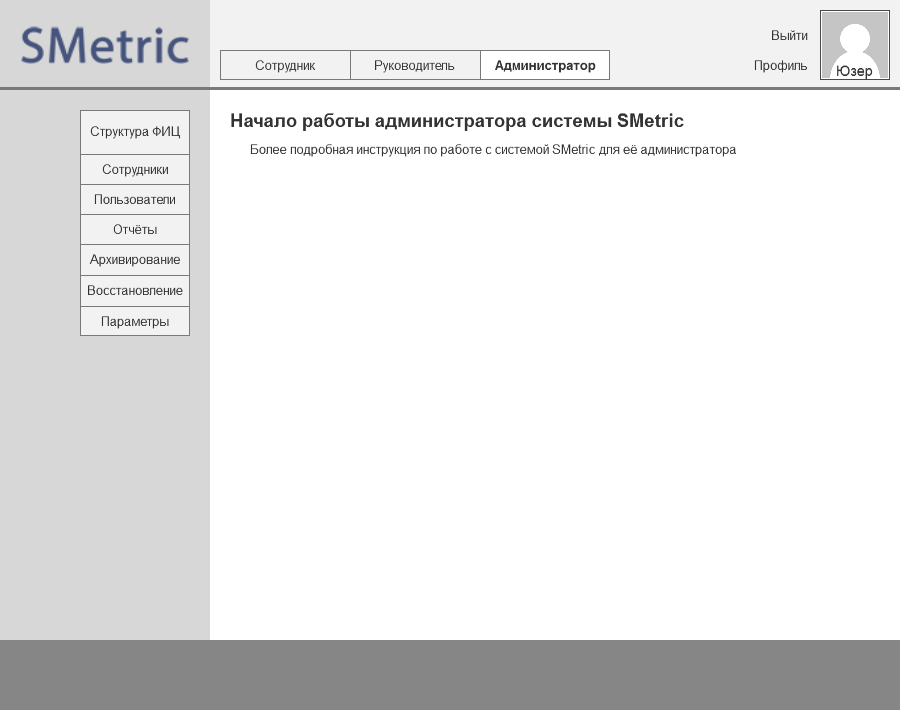 SMetric
Выйти
Юзер
Сотрудник
Руководитель
Администратор
Профиль
Начало работы администратора системы SMetric
Более подробная инструкция по работе с системой SMetric для её администратора
Структура ФИЦ
Сотрудники
Пользователи
Отчёты
Архивирование
Восстановление
Параметры